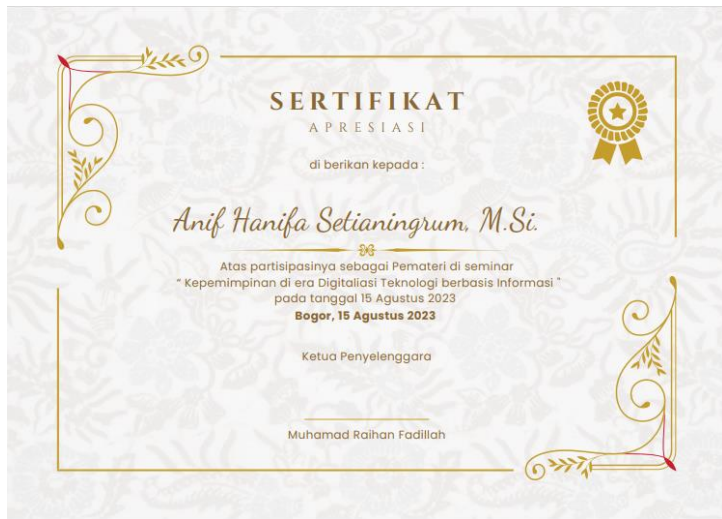 SERTIFIKAT
APRESIASI
di berikan kepada :
Anif Hanifa Setianingrum, M.Si.
Atas partisipasinya sebagai Pemateri di seminar
“ Kepemimpinan di era Digitaliasi Teknologi berbasis Informasi "
pada tanggal 15 Agustus 2023
Bogor, 15 Agustus 2023
Ketua Penyelenggara
Muhamad Raihan Fadillah